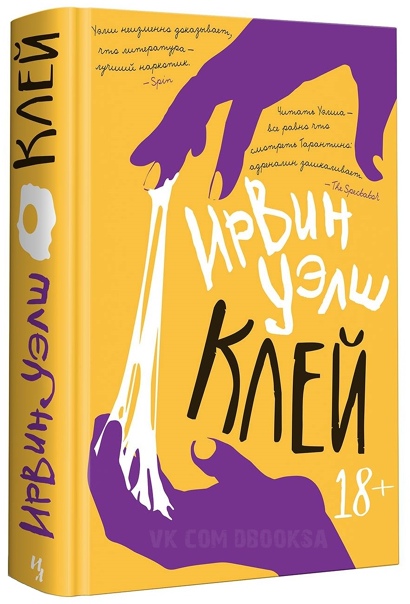 Уэлш неизменно доказывает,
что литература —
лучший наркотик.
— Spin
Читать Уэлша —
все равно что
смотреть Тарантино:
адреналин зашкаливает.
— The Spectator
ИРВИН
УЭЛШ
КЛЕЙ
18+
VK COM DBOOKSA
ИРВИН УЭЛШ КЛЕЙ